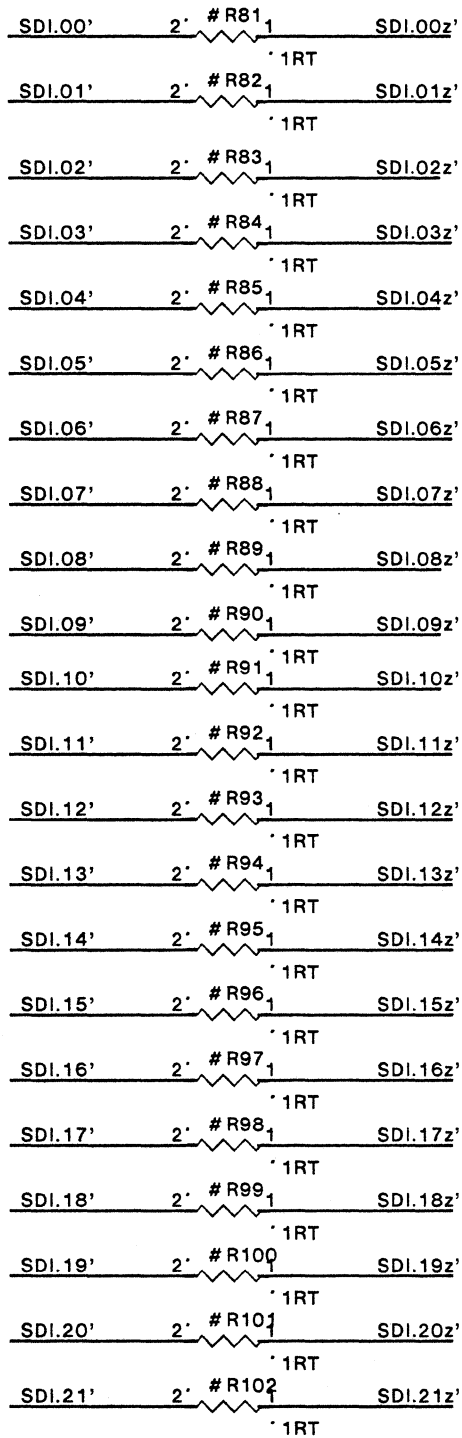 SDI.00' 2· #R81 1 SDI.00z'
· 1RT
SDI.01' 2· #R82 1 SDI.01z'
· 1RT
SDI.02' 2· #R83 1 SDI.02z'
· 1RT
SDI.03' 2· #R84 1 SDI.03z'
· 1RT
SDI.04' 2· #R85 1 SDI.04z'
· 1RT
SDI.05' 2· #R86 1 SDI.05z'
· 1RT
SDI.06' 2· #R87 1 SDI.06z'
· 1RT
SDI.07' 2· #R88 1 SDI.07z'
· 1RT
SDI.08' 2· #R89 1 SDI.08z'
· 1RT
SDI.09' 2· #R90 1 SDI.09z'
· 1RT
SDI.10' 2· #R91 1 SDI.10z'
· 1RT
SDI.11' 2· #R92 1 SDI.11z'
· 1RT
SDI.12' 2· #R93 1 SDI.12z'
· 1RT
SDI.13' 2· #R94 1 SDI.13z'
· 1RT
SDI.14' 2· #R95 1 SDI.14z'
· 1RT
SDI.15' 2· #R96 1 SDI.15z'
· 1RT
SDI.16' 2· #R97 1 SDI.16z'
· 1RT
SDI.17' 2· #R98 1 SDI.17z'
· 1RT
SDI.18' 2· #R99 1 SDI.18z'
· 1RT
SDI.19' 2· #R100 1 SDI.19z'
· 1RT
SDI.20' 2· #R101 1 SDI.20z'
· 1RT
SDI.21' 2· #R102 1 SDI.21z'
· 1RT